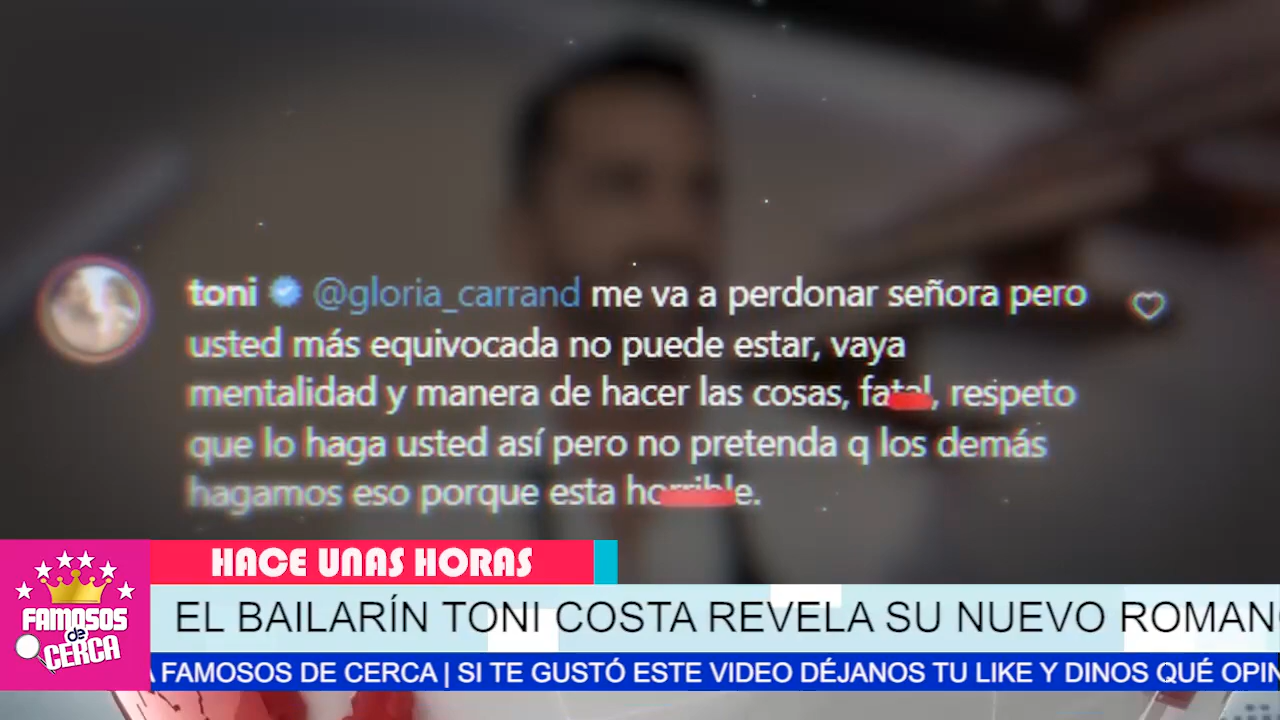 toni @gloria_carrand me va a perdonar señora pero
usted más equivocada no puede estar, vaya
mentalidad y manera de hacer las cosas, fatal, respeto
que lo haga usted así pero no pretenda q los demás
hagamos eso porque esta horrible.
HACE UNAS HORAS
EL BAILARÍN TONI COSTA REVELA SU NUEVO ROMANC
FAMOSOS
de
CERCA
A FAMOSOS DE CERCA | SI TE GUSTÓ ESTE VIDEO DÉJANOS TU LIKE Y DINOS QUÉ OPIN